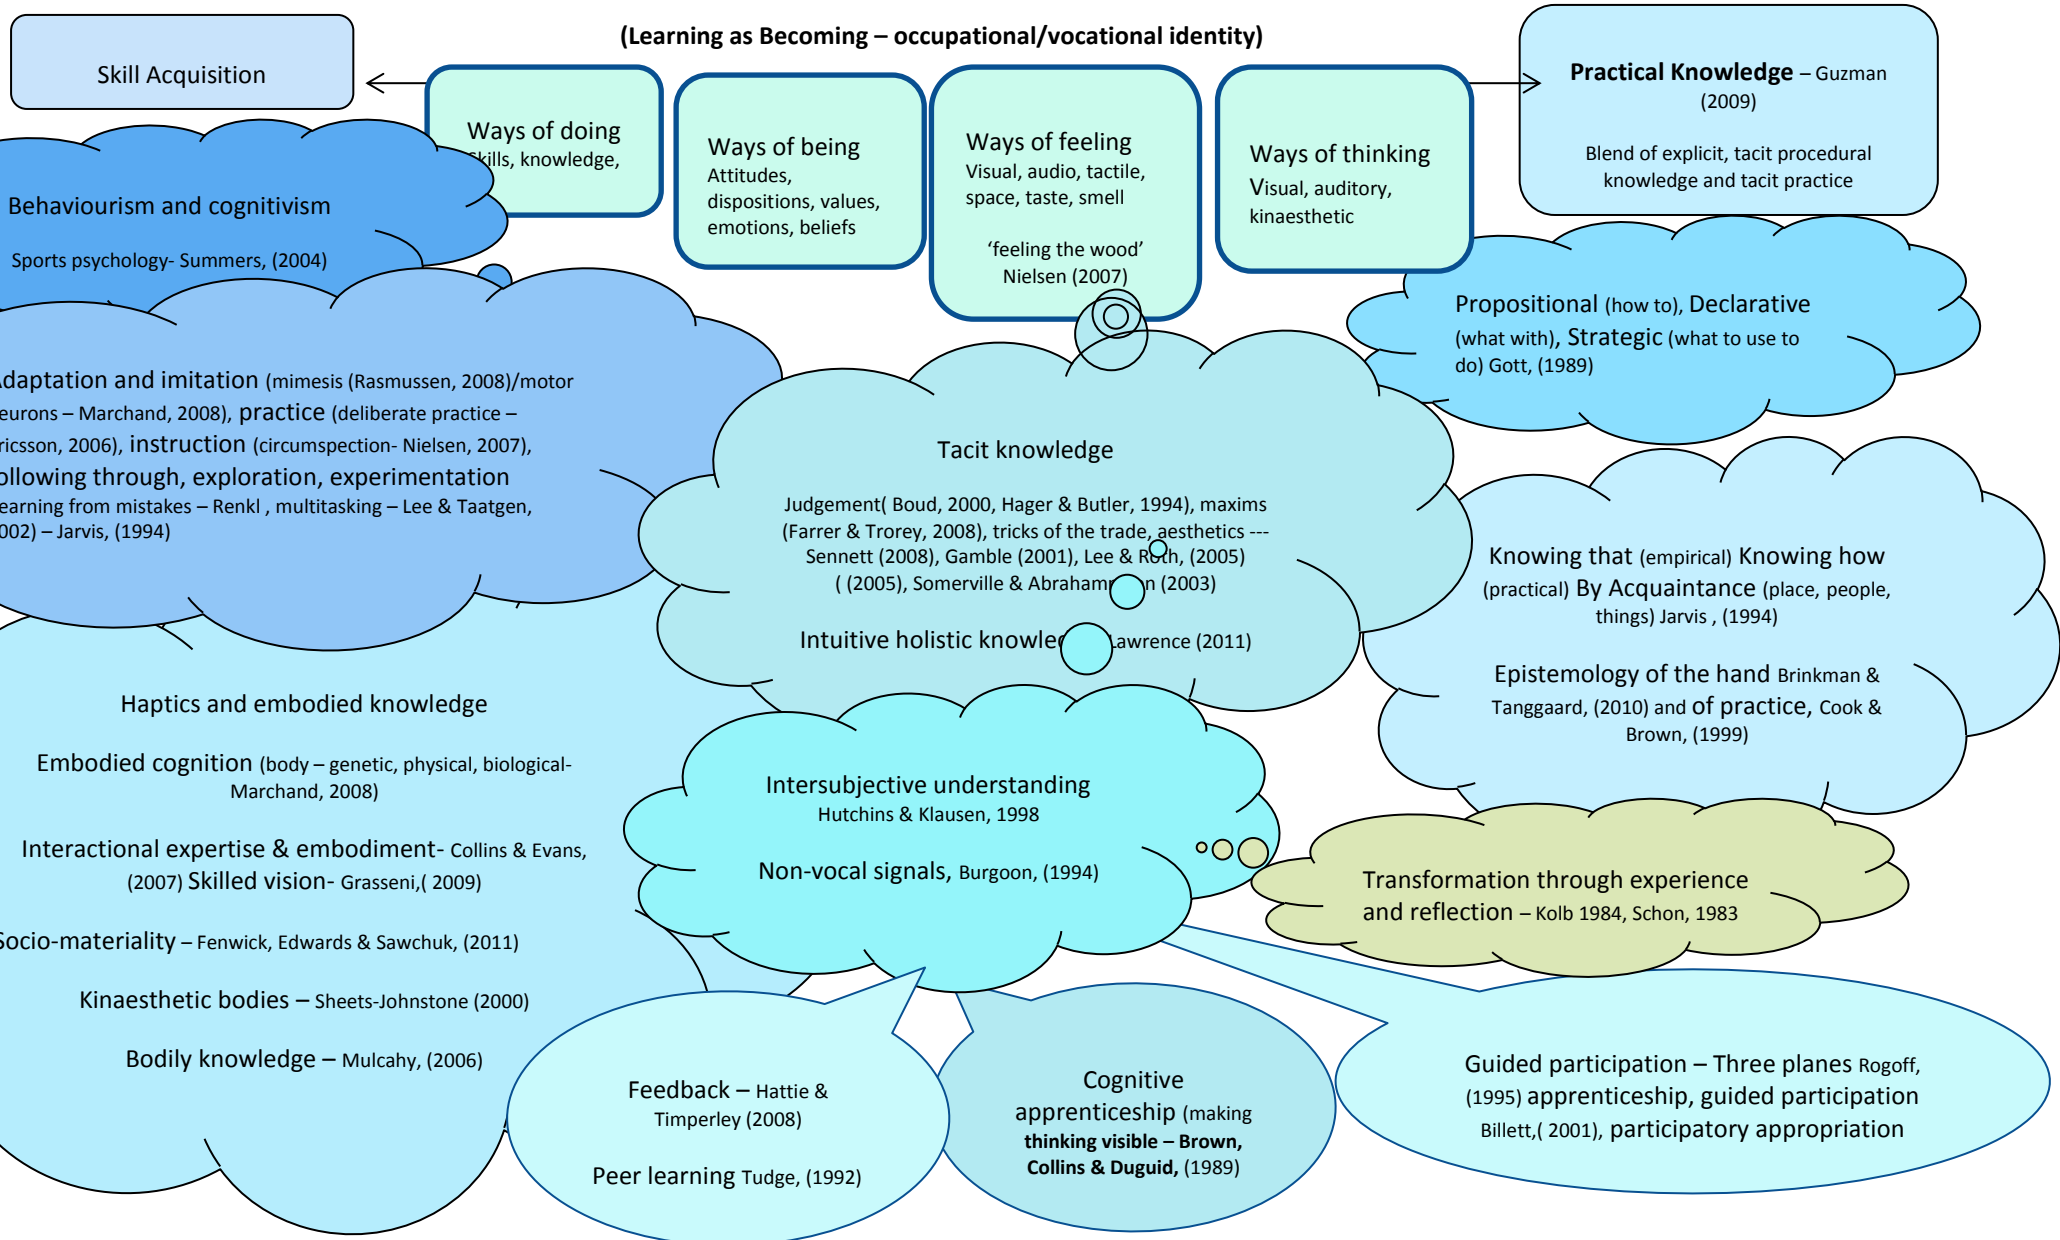 (Learning as Becoming – occupational/vocational identity)
Skill Acquisition
Ways of doing
Skills, knowledge,
Ways of being
Attitudes,
dispositions, values,
emotions, beliefs
Ways of feeling
Visual, audio, tactile,
space, taste, smell
‘feeling the wood’
Nielsen (2007)
Ways of thinking
Visual, auditory,
kinaesthetic
Practical Knowledge – Guzman
(2009)
Blend of explicit, tacit procedural
knowledge and tacit practice
Behaviourism and cognitivism
Sports psychology- Summers, (2004)
Adaptation and imitation (mimesis (Rasmussen, 2008)/motor
eurons – Marchand, 2008), practice (deliberate practice –
ricsson, 2006), instruction (circumspection- Nielsen, 2007),
ollowing through, exploration, experimentation
earning from mistakes – Renkl , multitasking – Lee & Taatgen,
002) – Jarvis, (1994)
Propositional (how to), Declarative
(what with), Strategic (what to use to
do) Gott, (1989)
Tacit knowledge
Judgement( Boud, 2000, Hager & Butler, 1994), maxims
(Farrer & Trorey, 2008), tricks of the trade, aesthetics ---
Sennett (2008), Gamble (2001), Lee & Roth, (2005)
( (2005), Somerville & Abrahamsson (2003)
Intuitive holistic knowledge Lawrence (2011)
Knowing that (empirical) Knowing how
(practical) By Acquaintance (place, people,
things) Jarvis , (1994)
Epistemology of the hand Brinkman &
Tanggaard, (2010) and of practice, Cook &
Brown, (1999)
Haptics and embodied knowledge
Embodied cognition (body – genetic, physical, biological-
Marchand, 2008)
Interactional expertise & embodiment- Collins & Evans,
(2007) Skilled vision- Grasseni,( 2009)
Socio-materiality – Fenwick, Edwards & Sawchuk, (2011)
Kinaesthetic bodies – Sheets-Johnstone (2000)
Bodily knowledge – Mulcahy, (2006)
Intersubjective understanding
Hutchins & Klausen, 1998
Non-vocal signals, Burgoon, (1994)
Transformation through experience
and reflection – Kolb 1984, Schon, 1983
Feedback – Hattie &
Timperley (2008)
Peer learning Tudge, (1992)
Cognitive
apprenticeship (making
thinking visible – Brown,
Collins & Duguid, (1989)
Guided participation – Three planes Rogoff,
(1995) apprenticeship, guided participation
Billett,( 2001), participatory appropriation